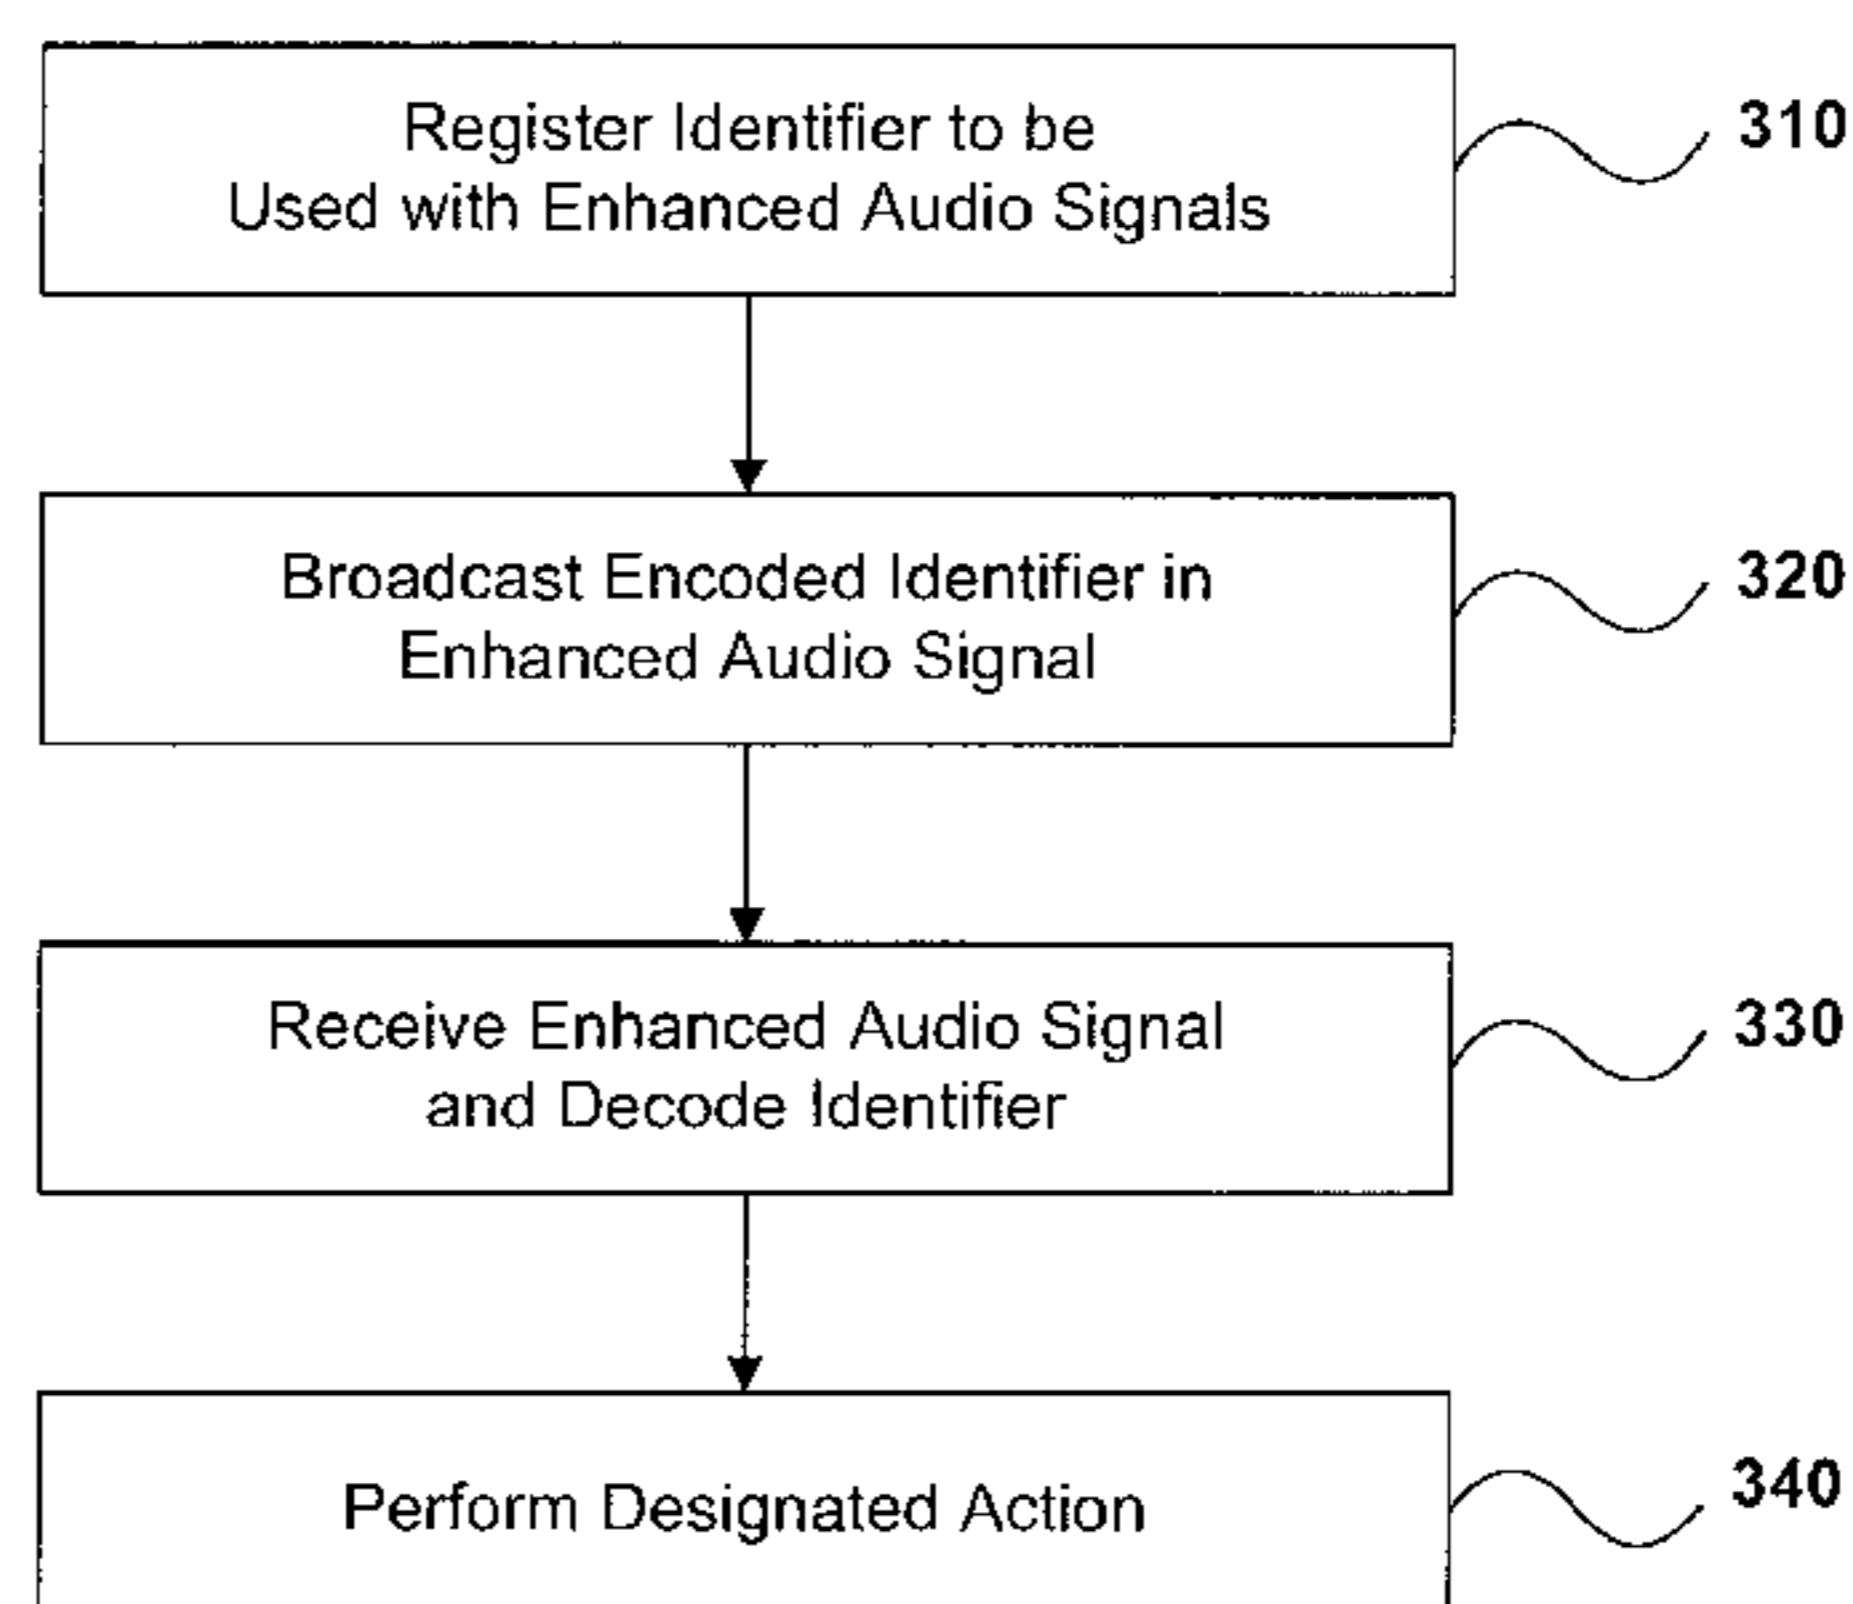 Register Identifier to be
Used with Enhanced Audio Signals
310
Broadcast Encoded Identifier in
Enhanced Audio Signal
320
Receive Enhanced Audio Signal
and Decode Identifier
330
Perform Designated Action
340